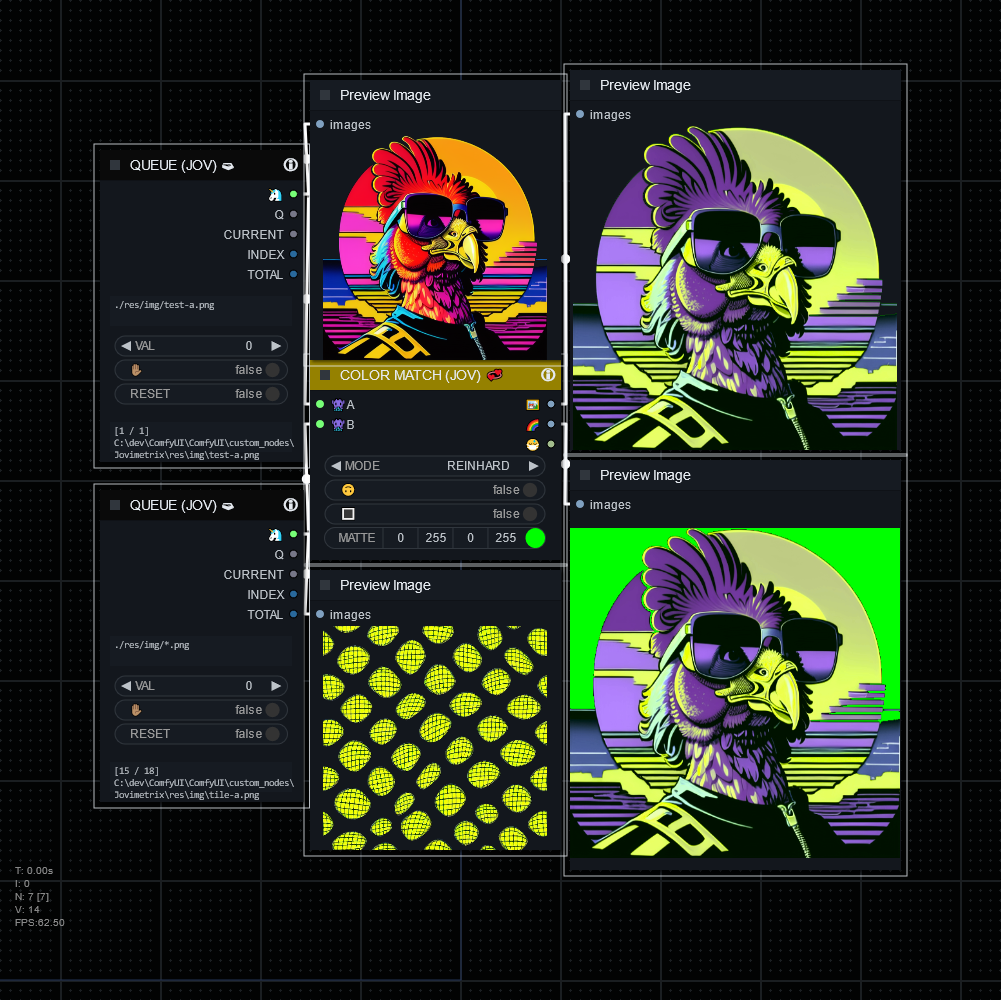 QUEUE (JOV)
Q
CURRENT
INDEX
TOTAL
./res/img/test-a.png
VAL 0
false
RESET false
[1 / 1]
C:\dev\ComfyUI\ComfyUI\custom_nodes\
Jovimetrix\res\img\test-a.png
QUEUE (JOV)
Q
CURRENT
INDEX
TOTAL
./res/img/*.png
VAL 0
false
RESET false
[15 / 18]
C:\dev\ComfyUI\ComfyUI\custom_nodes\
Jovimetrix\res\img\tile-a.png
Preview Image
images
COLOR MATCH (JOV)
A
B
MODE REINHARD
false
false
MATTE 0 255 0 255
Preview Image
images
Preview Image
images
Preview Image
images
T: 0.00s
I: 0
N: 7 [7]
V: 14
FPS:62.50